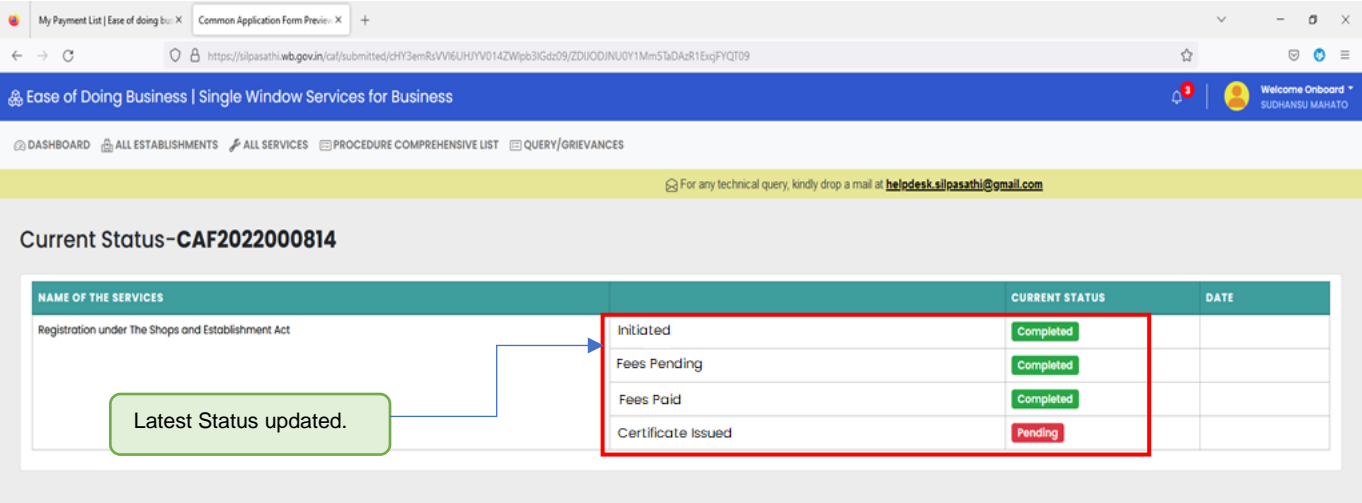 My Payment List | Ease of doing bu: X
Common Application Form Preview X +
https://silpasathi.wb.gov.in/caf/submitted/
Ease of Doing Business | Single Window Services for Business
3
Welcome Onboard
SUDHANSU MAHATO
DASHBOARD ALL ESTABLISHMENTS ALL SERVICES PROCEDURE COMPREHENSIVE LIST QUERY/GRIEVANCES
For any technical query, kindly drop a mail at helpdesk.silpasathi@gmail.com
Current Status-CAF2022000814
NAME OF THE SERVICES CURRENT STATUS DATE
Registration under The Shops and Establishment Act
Initiated Completed
Fees Pending Completed
Fees Paid Completed
Certificate Issued Pending
Latest Status updated.